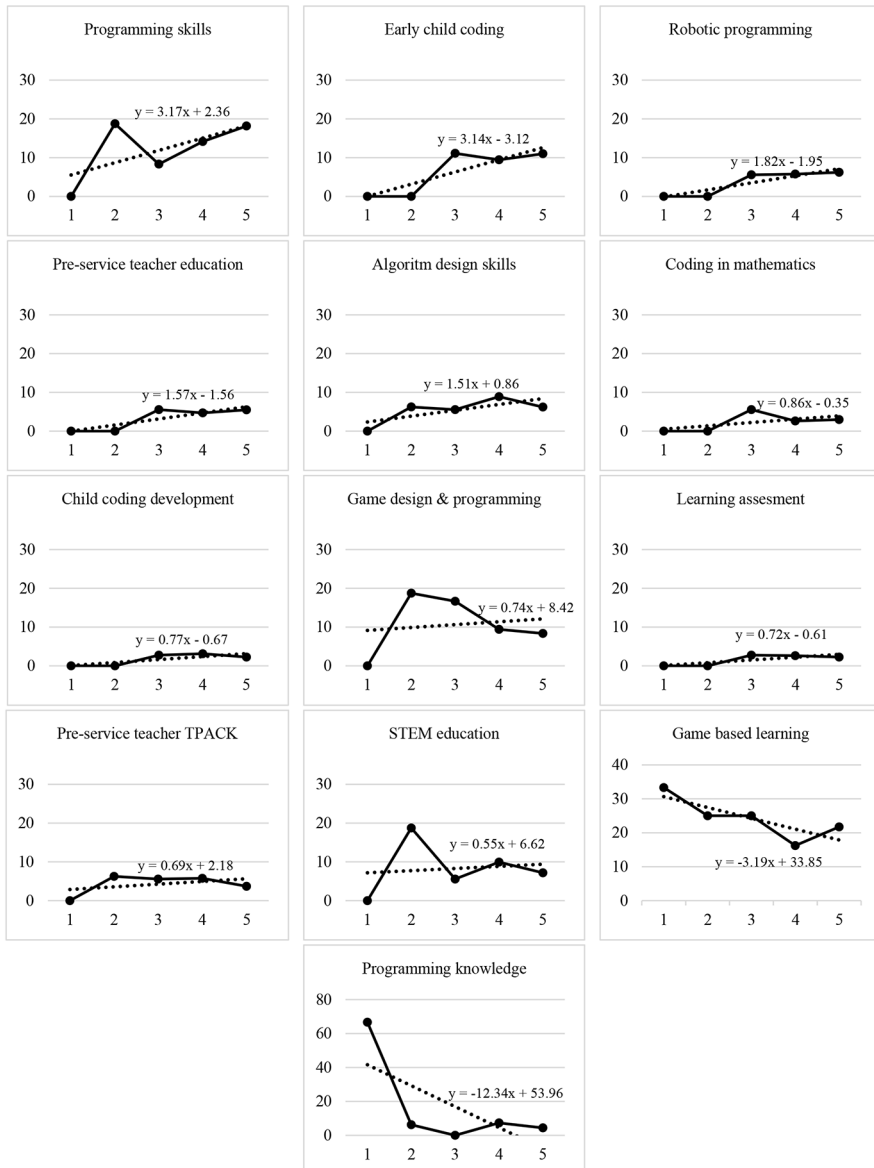 Programming skills
30
20
10
0
y = 3.17x + 2.36
1 2 3 4 5
Early child coding
30
20
10
0
y = 3.14x - 3.12
1 2 3 4 5
Robotic programming
30
20
10
0
y = 1.82x - 1.95
1 2 3 4 5
Pre-service teacher education
30
20
10
0
y = 1.57x - 1.56
1 2 3 4 5
Algoritm design skills
30
20
10
0
y = 1.51x + 0.86
1 2 3 4 5
Coding in mathematics
30
20
10
0
y = 0.86x - 0.35
1 2 3 4 5
Child coding development
30
20
10
0
y = 0.77x - 0.67
1 2 3 4 5
Game design & programming
30
20
10
0
y = 0.74x + 8.42
1 2 3 4 5
Learning assesment
30
20
10
0
y = 0.72x - 0.61
1 2 3 4 5
Pre-service teacher TPACK
30
20
10
0
y = 0.69x + 2.18
1 2 3 4 5
STEM education
30
20
10
0
y = 0.55x + 6.62
1 2 3 4 5
Game based learning
40
30
20
10
0
y = -3.19x + 33.85
1 2 3 4 5
Programming knowledge
80
60
40
20
0
y = -12.34x + 53.96
1 2 3 4 5